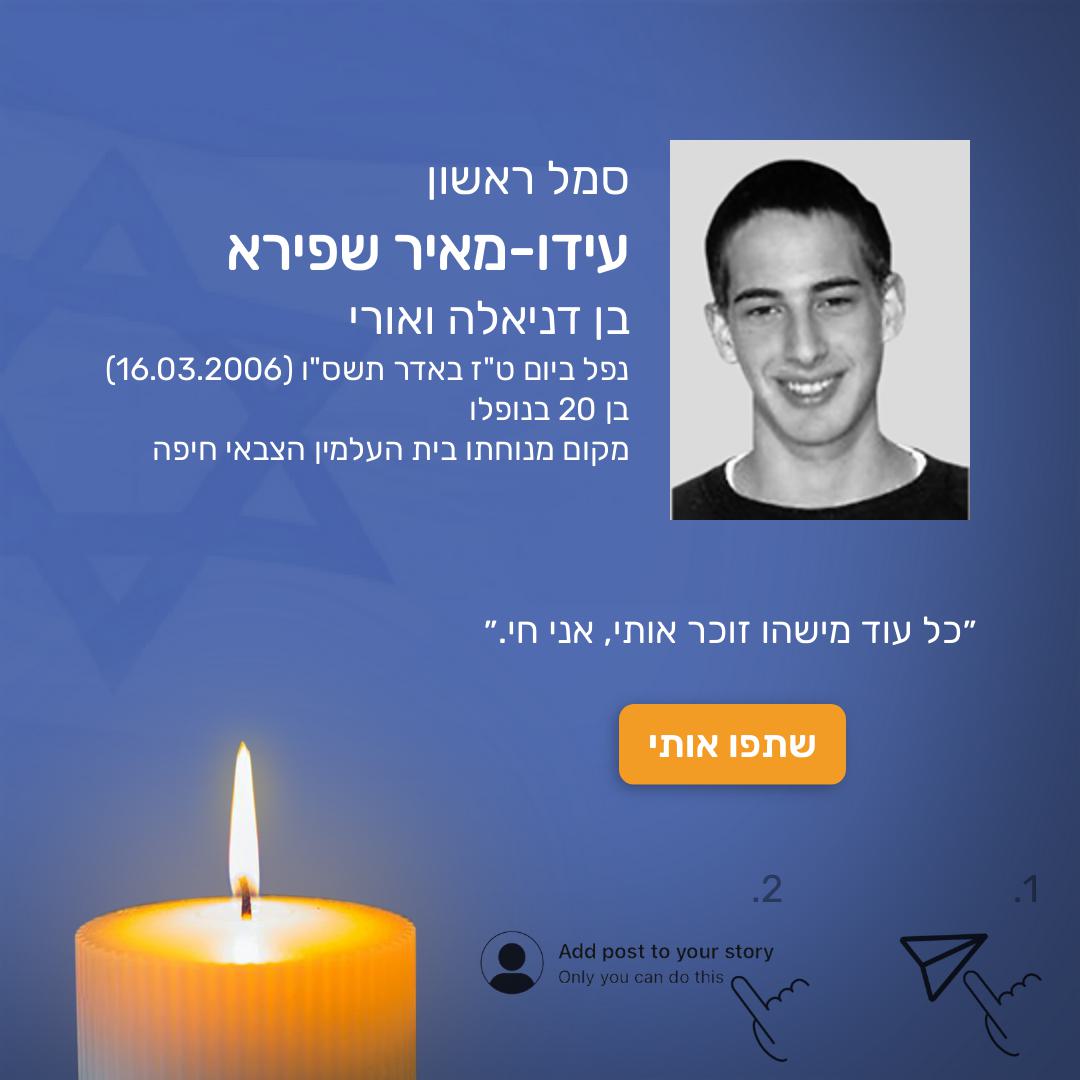 סמל ראשון
עידו-מאיר שפירא
בן דניאלה ואורי
נפל ביום ט"ז באדר תשס"ו (16.03.2006)
בן 20 בנופלו
מקום מנוחתו בית העלמין הצבאי חיפה
״כל עוד מישהו זוכר אותי, אני חי.״
שתפו אותי
1.
2.
Add post to your story
Only you can do this